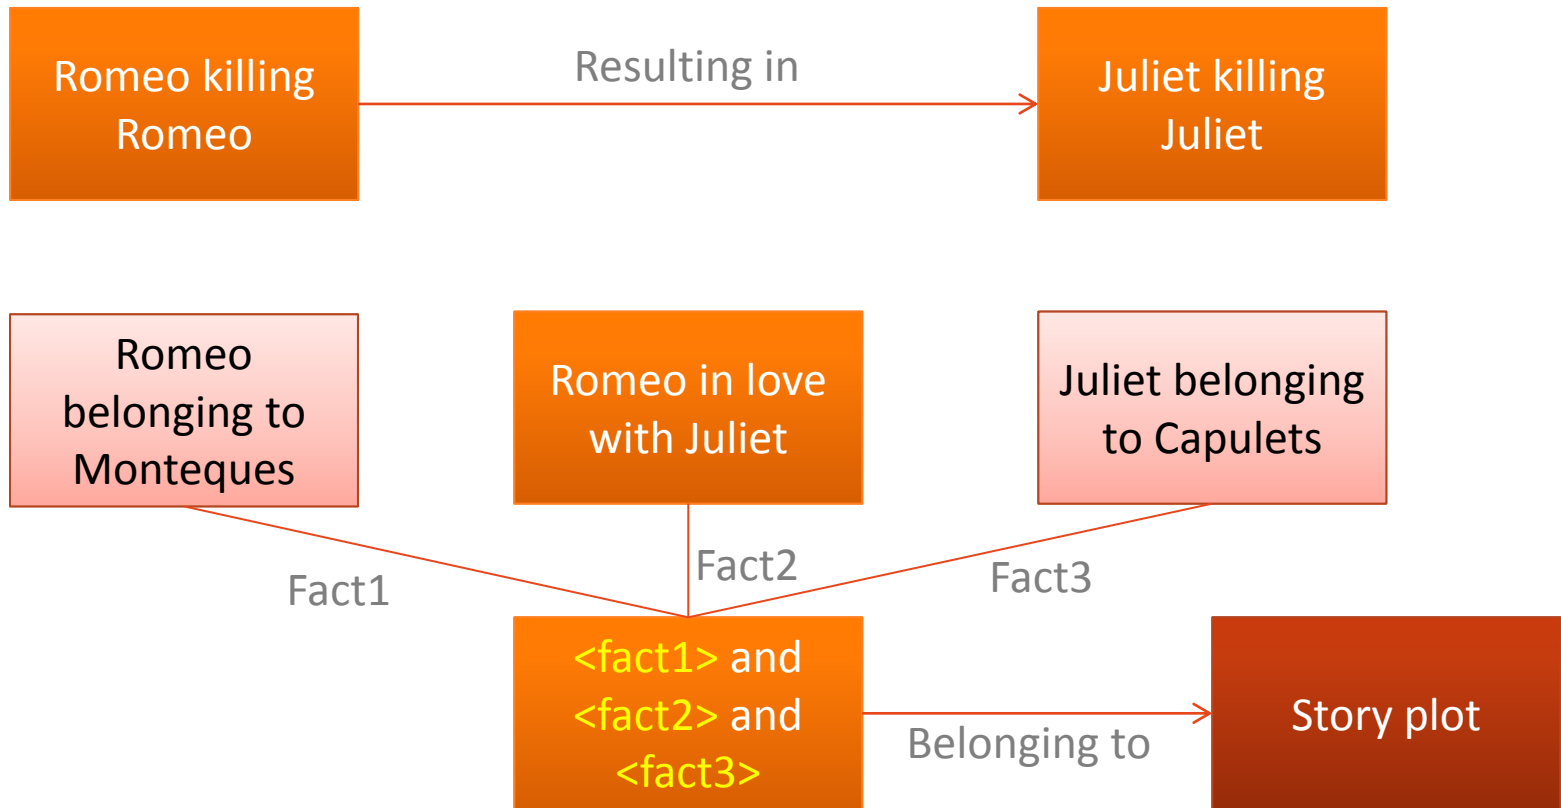 Romeo killing
Romeo
Resulting in
Juliet killing
Juliet
Romeo
belonging to
Monteques
Romeo in love
with Juliet
Juliet belonging
to Capulets
Fact1
Fact2
Fact3
<fact1> and
<fact2> and
<fact3>
Belonging to
Story plot